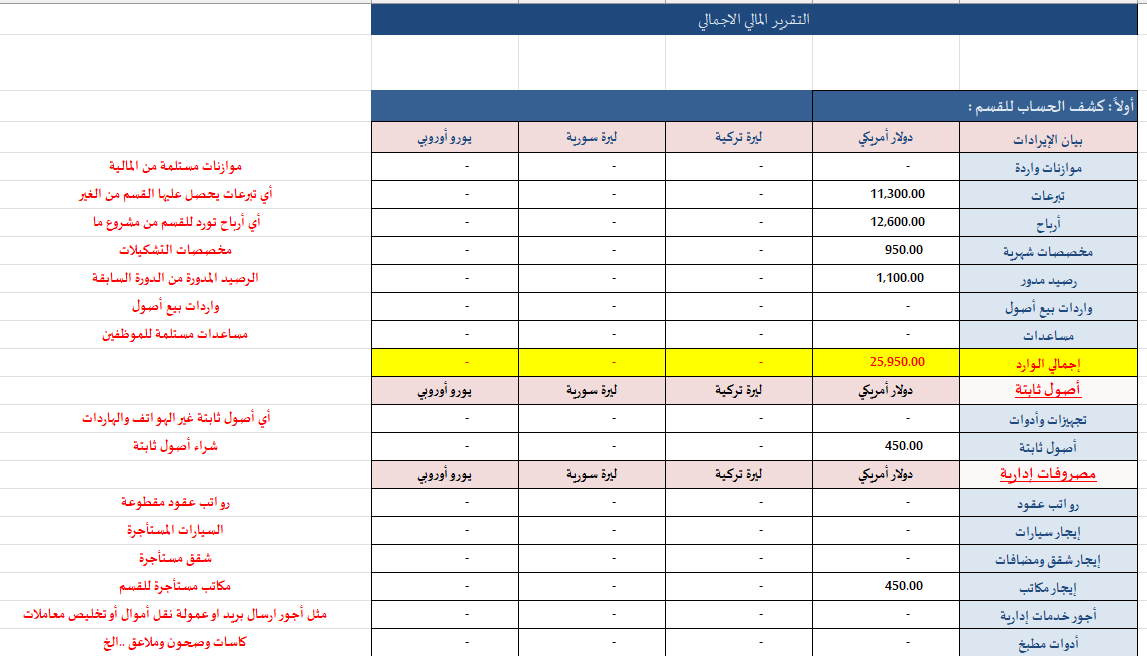 التقرير المالي الاجمالي
أولاً: كشف الحساب للقسم :
بيان الإيرادات دولار أمريكي ليرة تركية ليرة سورية يورو أوروبي
موازنات واردة - - - - موازنات مستلمة من المالية
تبرعات 11,300.00 - - - أي تبرعات يحصل عليها القسم من الغير
أرباح 12,600.00 - - - أي أرباح تورد للقسم من مشروع ما
مخصصات شهرية 950.00 - - - مخصصات التشكيلات
رصيد مدور 1,100.00 - - - الرصيد المدورة من الدورة السابقة
واردات بيع أصول - - - - واردات بيع أصول
مساعدات - - - - مساعدات مستلمة للموظفين
إجمالي الوارد 25,950.00 - - -
أصول ثابتة دولار أمريكي ليرة تركية ليرة سورية يورو أوروبي
تجهيزات وأدوات - - - - أي أصول ثابتة غير الهواتف والهاردات
أصول ثابتة 450.00 - - - شراء أصول ثابتة
مصروفات إدارية دولار أمريكي ليرة تركية ليرة سورية يورو أوروبي
رواتب عقود - - - - رواتب عقود مقطوعة
إيجار سيارات - - - - السيارات المستأجرة
إيجار شقق ومضافات - - - - شقق مستأجرة
إيجار مكاتب 450.00 - - - مكاتب مستأجرة للقسم
أجور خدمات إدارية - - - - مثل أجور ارسال بريد او عمولة نقل أموال أو تخليص معاملات
أدوات مطبخ - - - - كاسات وصحون وملاعق ..الخ